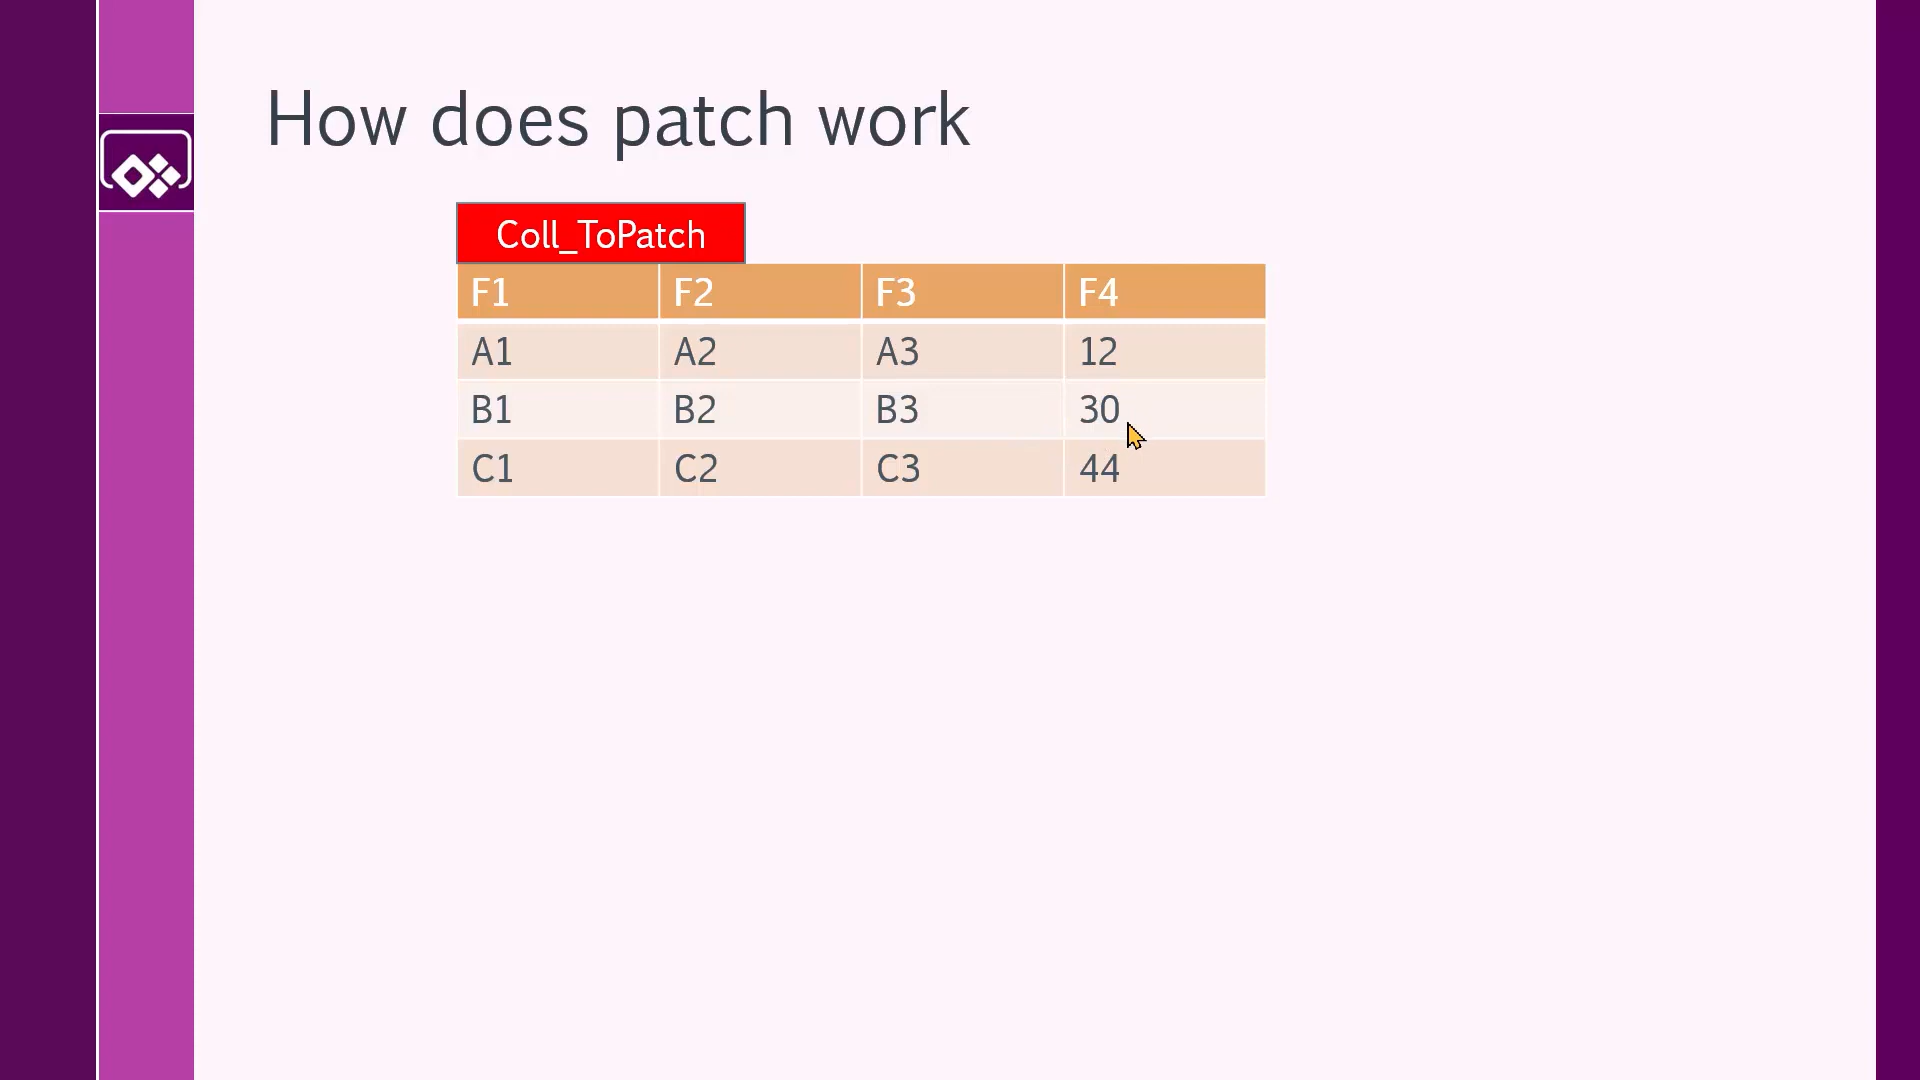 How does patch work
Coll_ToPatch
F1 F2 F3 F4
A1 A2 A3 12
B1 B2 B3 30
C1 C2 C3 44